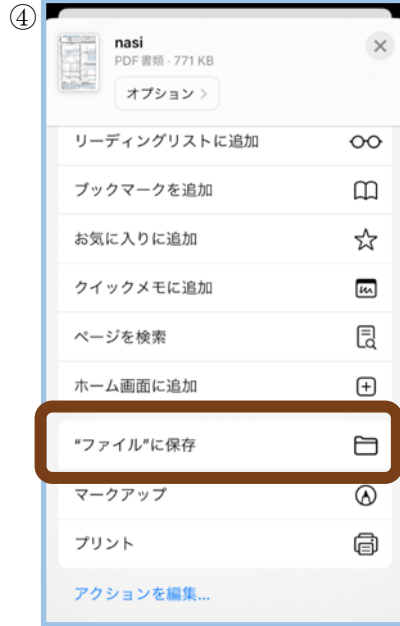 ④
nasi
PDF書類・771 KB
オプション
リーディングリストに追加
ブックマークを追加
お気に入りに追加
クイックメモに追加
ページを検索
ホーム画面に追加
"ファイル"に保存
マークアップ
プリント
アクションを編集...